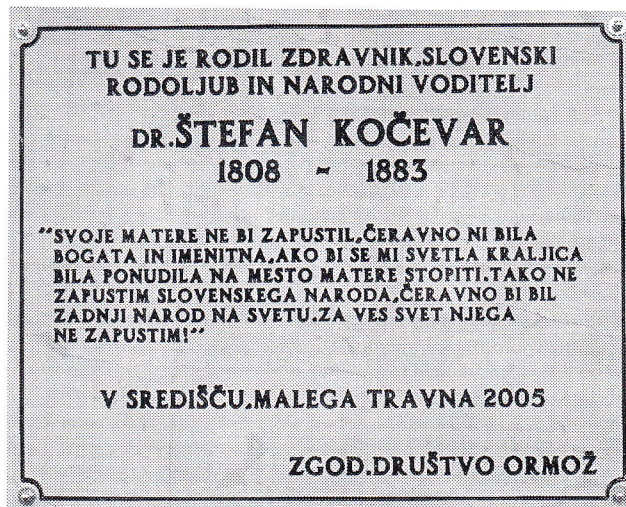 TU SE JE RODIL ZDRAVNIK,SLOVENSKI
RODOLJUB IN NARODNI VODITELJ
DR.ŠTEFAN KOČEVAR
1808 - 1883
"SVOJE MATERE NE BI ZAPUSTIL,ČERAVNO NI BILA
BOGATA IN IMENITNA,AKO BI SE MI SVETLA KRALJICA
BILA PONUDILA NA MESTO MATERE STOPITI.TAKO NE
ZAPUSTIM SLOVENSKEGA NARODA,ČERAVNO BI BIL
ZADNJI NAROD NA SVETU.ZA VES SVET NJEGA
NE ZAPUSTIM!"
V SREDIŠČU,MALEGA TRAVNA 2005
ZGOD.DRUŠTVO ORMOŽ